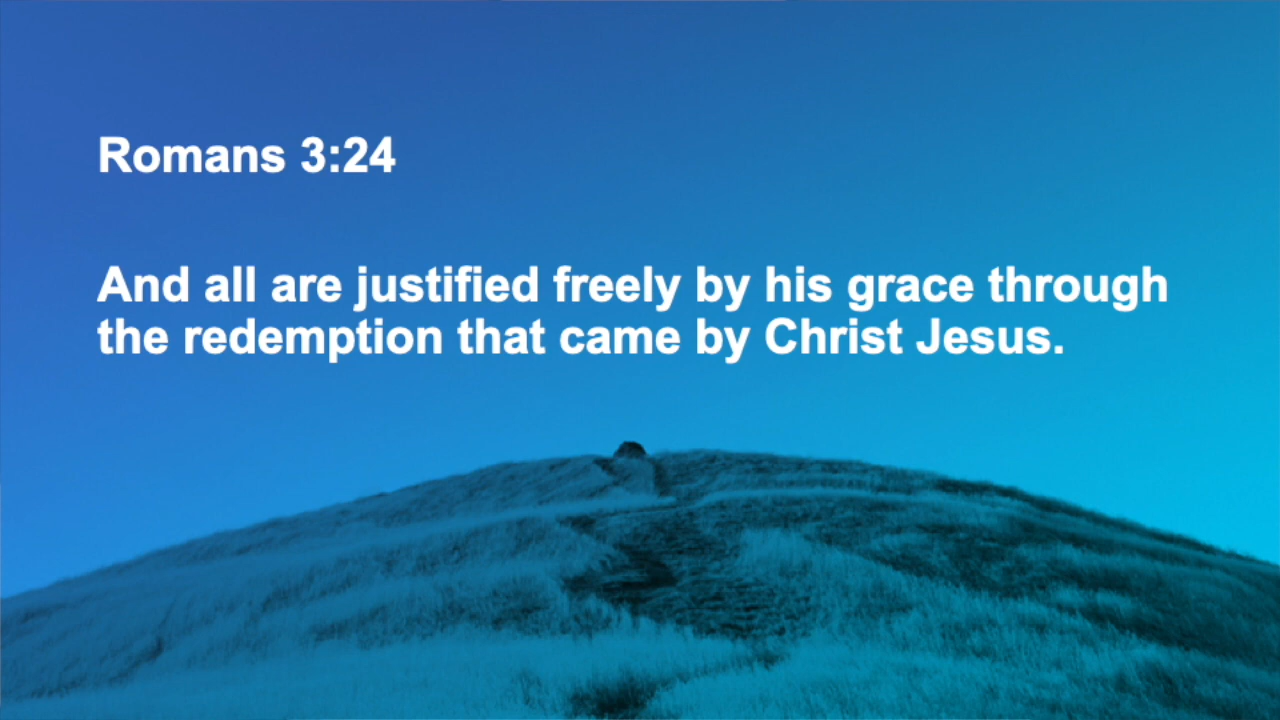 Romans 3:24
And all are justified freely by his grace through
the redemption that came by Christ Jesus.